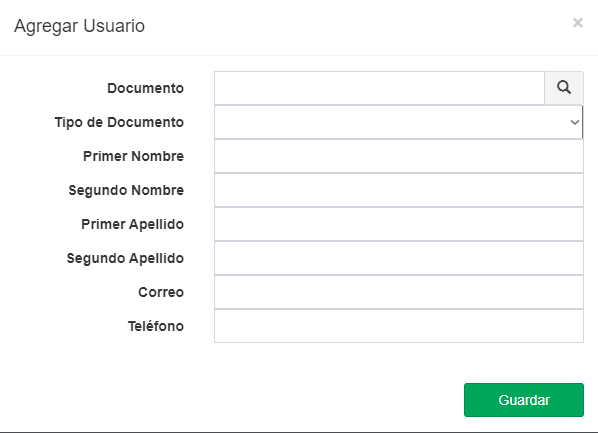 Agregar Usuario
×
Documento
Tipo de Documento
Primer Nombre
Segundo Nombre
Primer Apellido
Segundo Apellido
Correo
Teléfono
Guardar